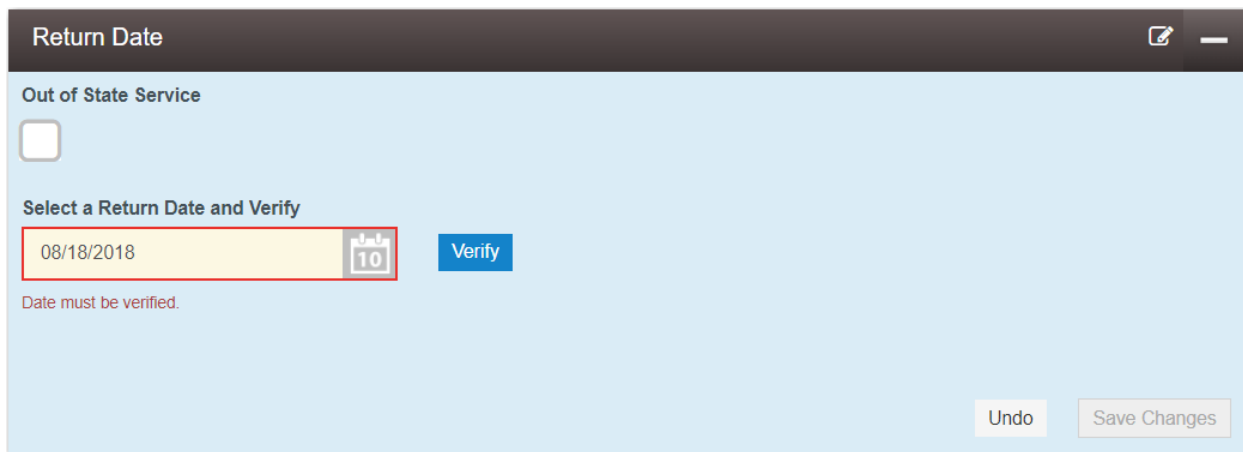 Return Date
Out of State Service
Select a Return Date and Verify
08/18/2018
10
Verify
Date must be verified.
Undo
Save Changes